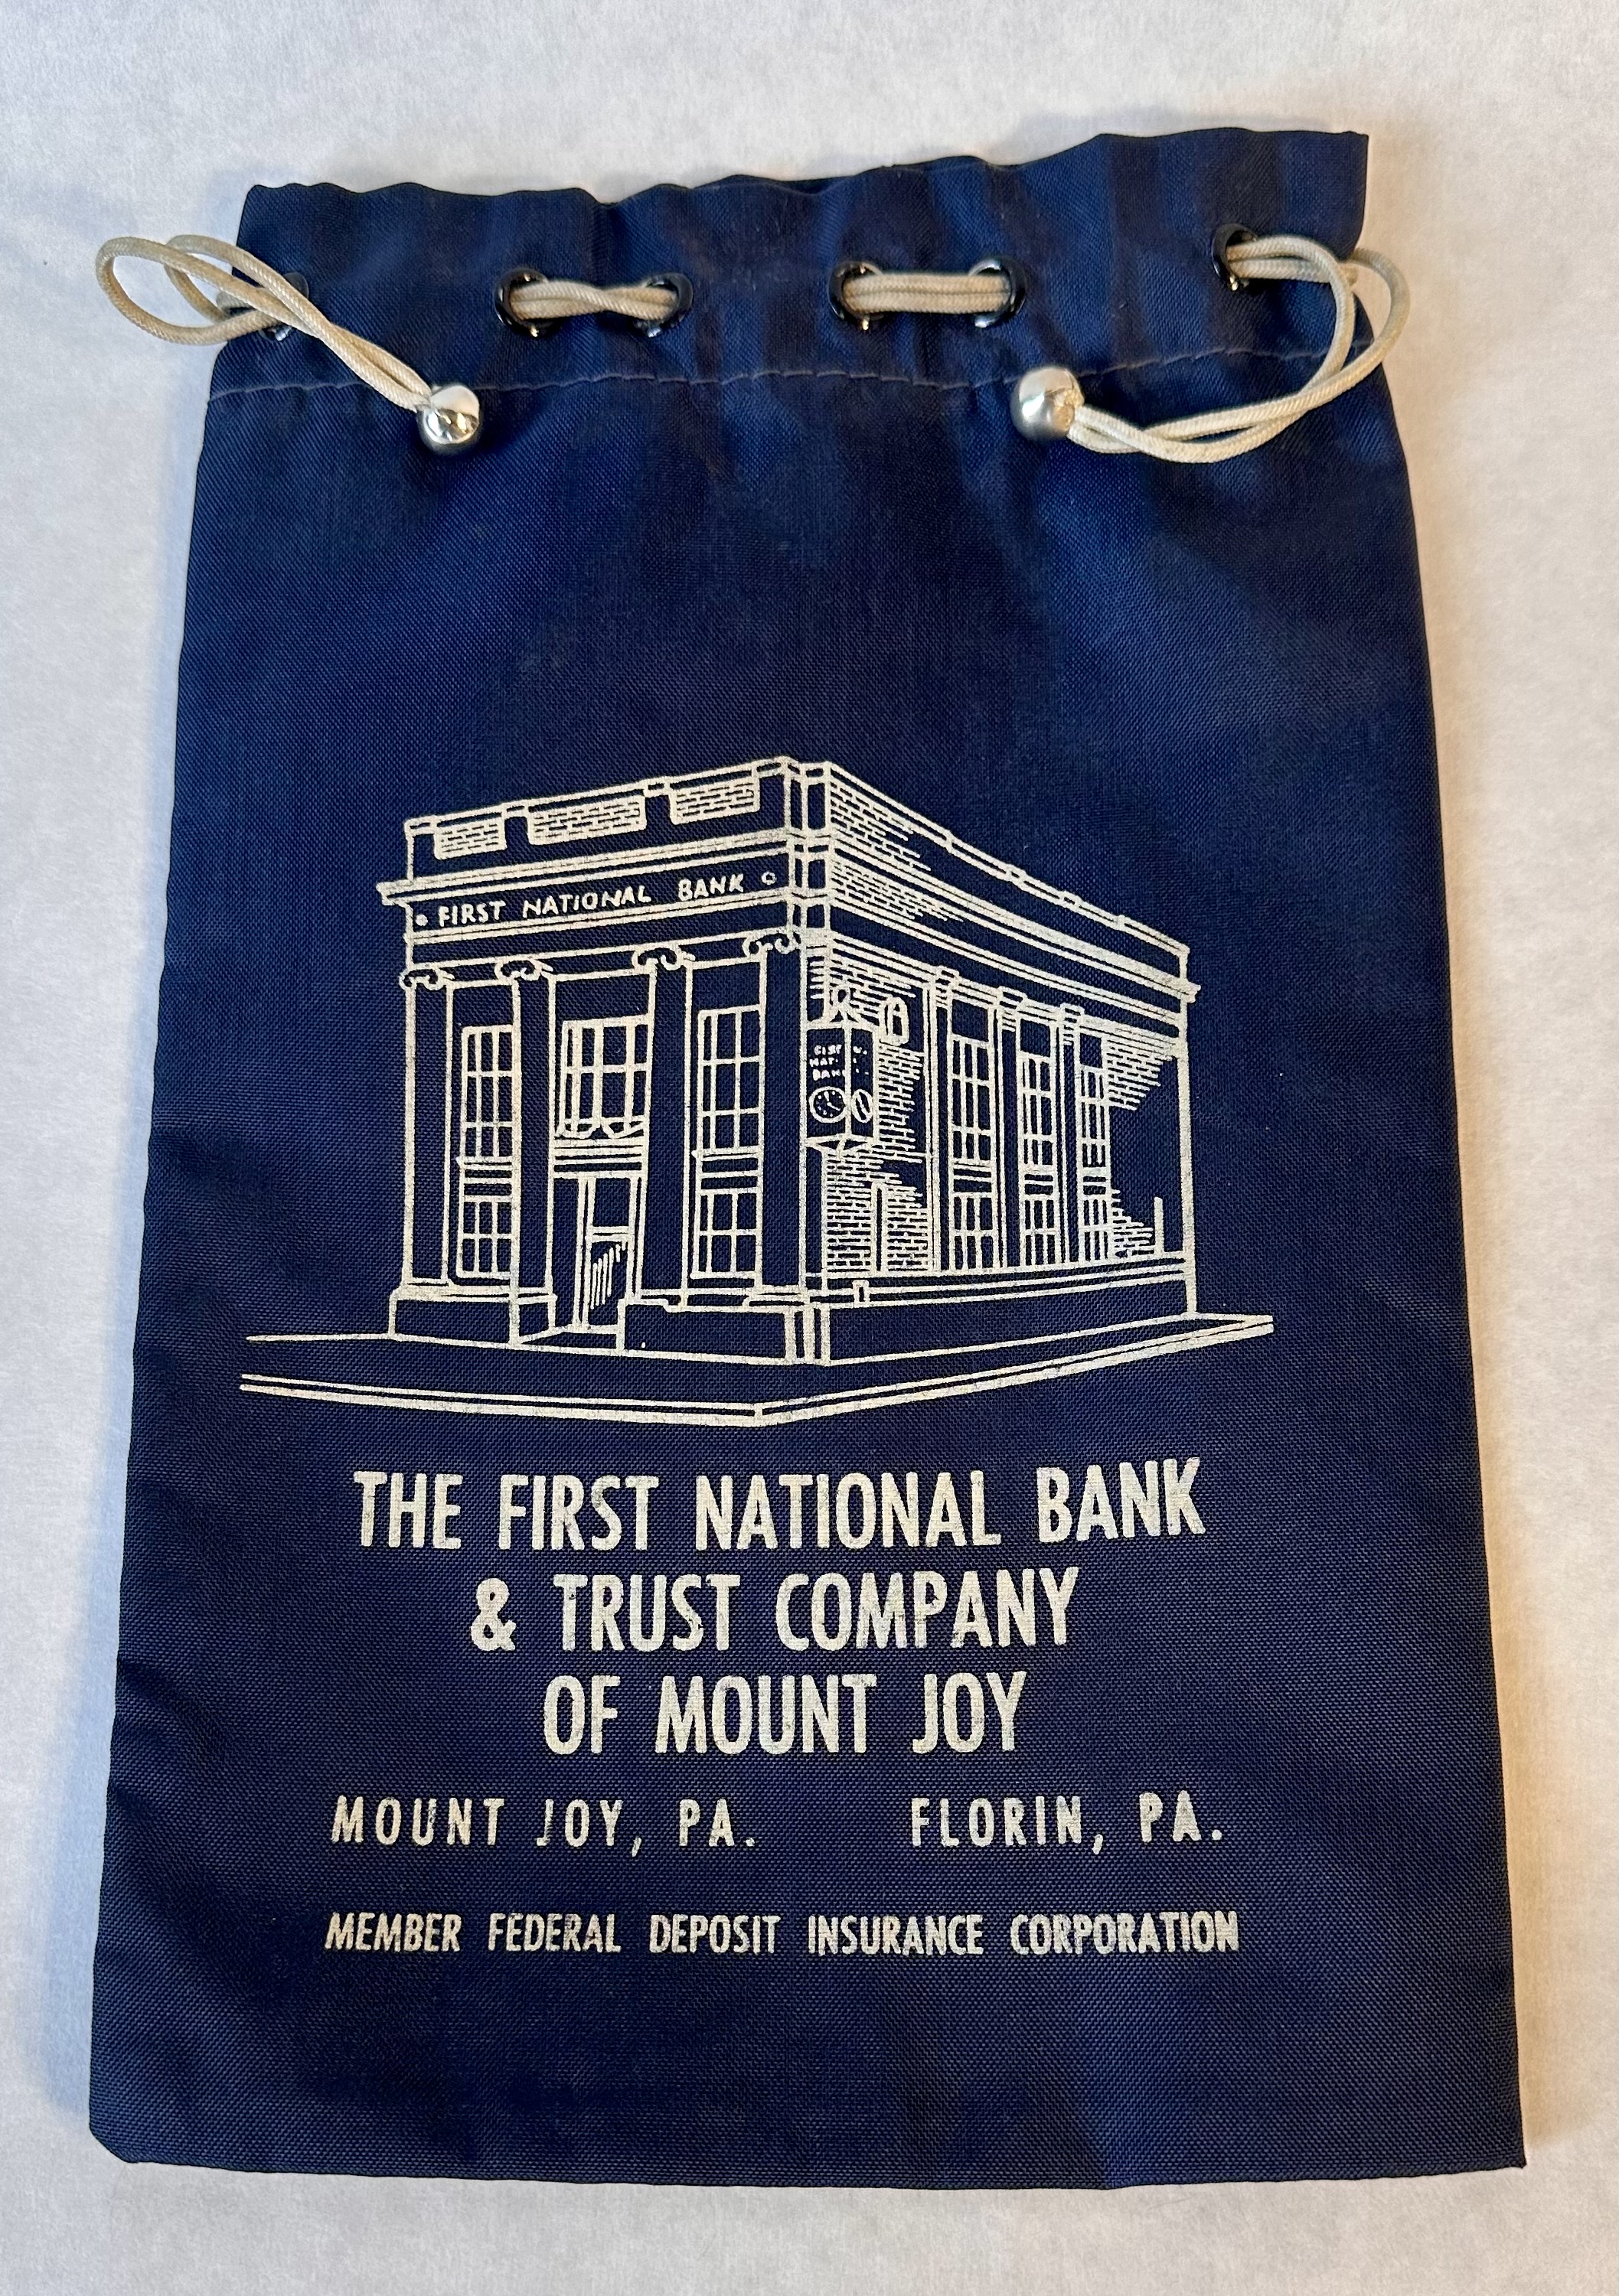 FIRST NATIONAL BANK
THE FIRST NATIONAL BANK
& TRUST COMPANY
OF MOUNT JOY
MOUNT JOY, PA. FLORIN, PA.
MEMBER FEDERAL DEPOSIT INSURANCE CORPORATION